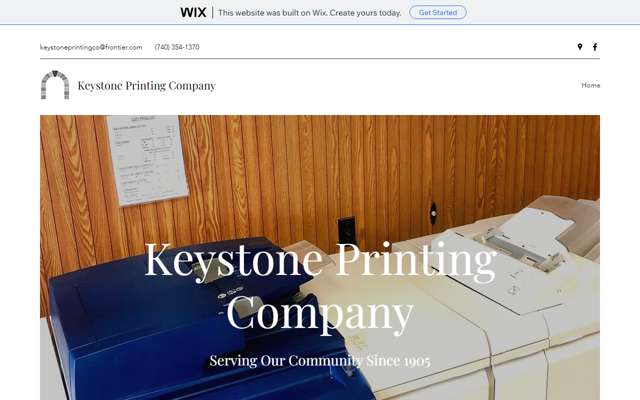 WIX
This website was built on Wix. Create yours today.
Get Started
keystoneprintingco@frontier.com
(740) 354-1370
Keystone Printing Company
Home
Keystone Printing
Company
Serving Our Community Since 1905